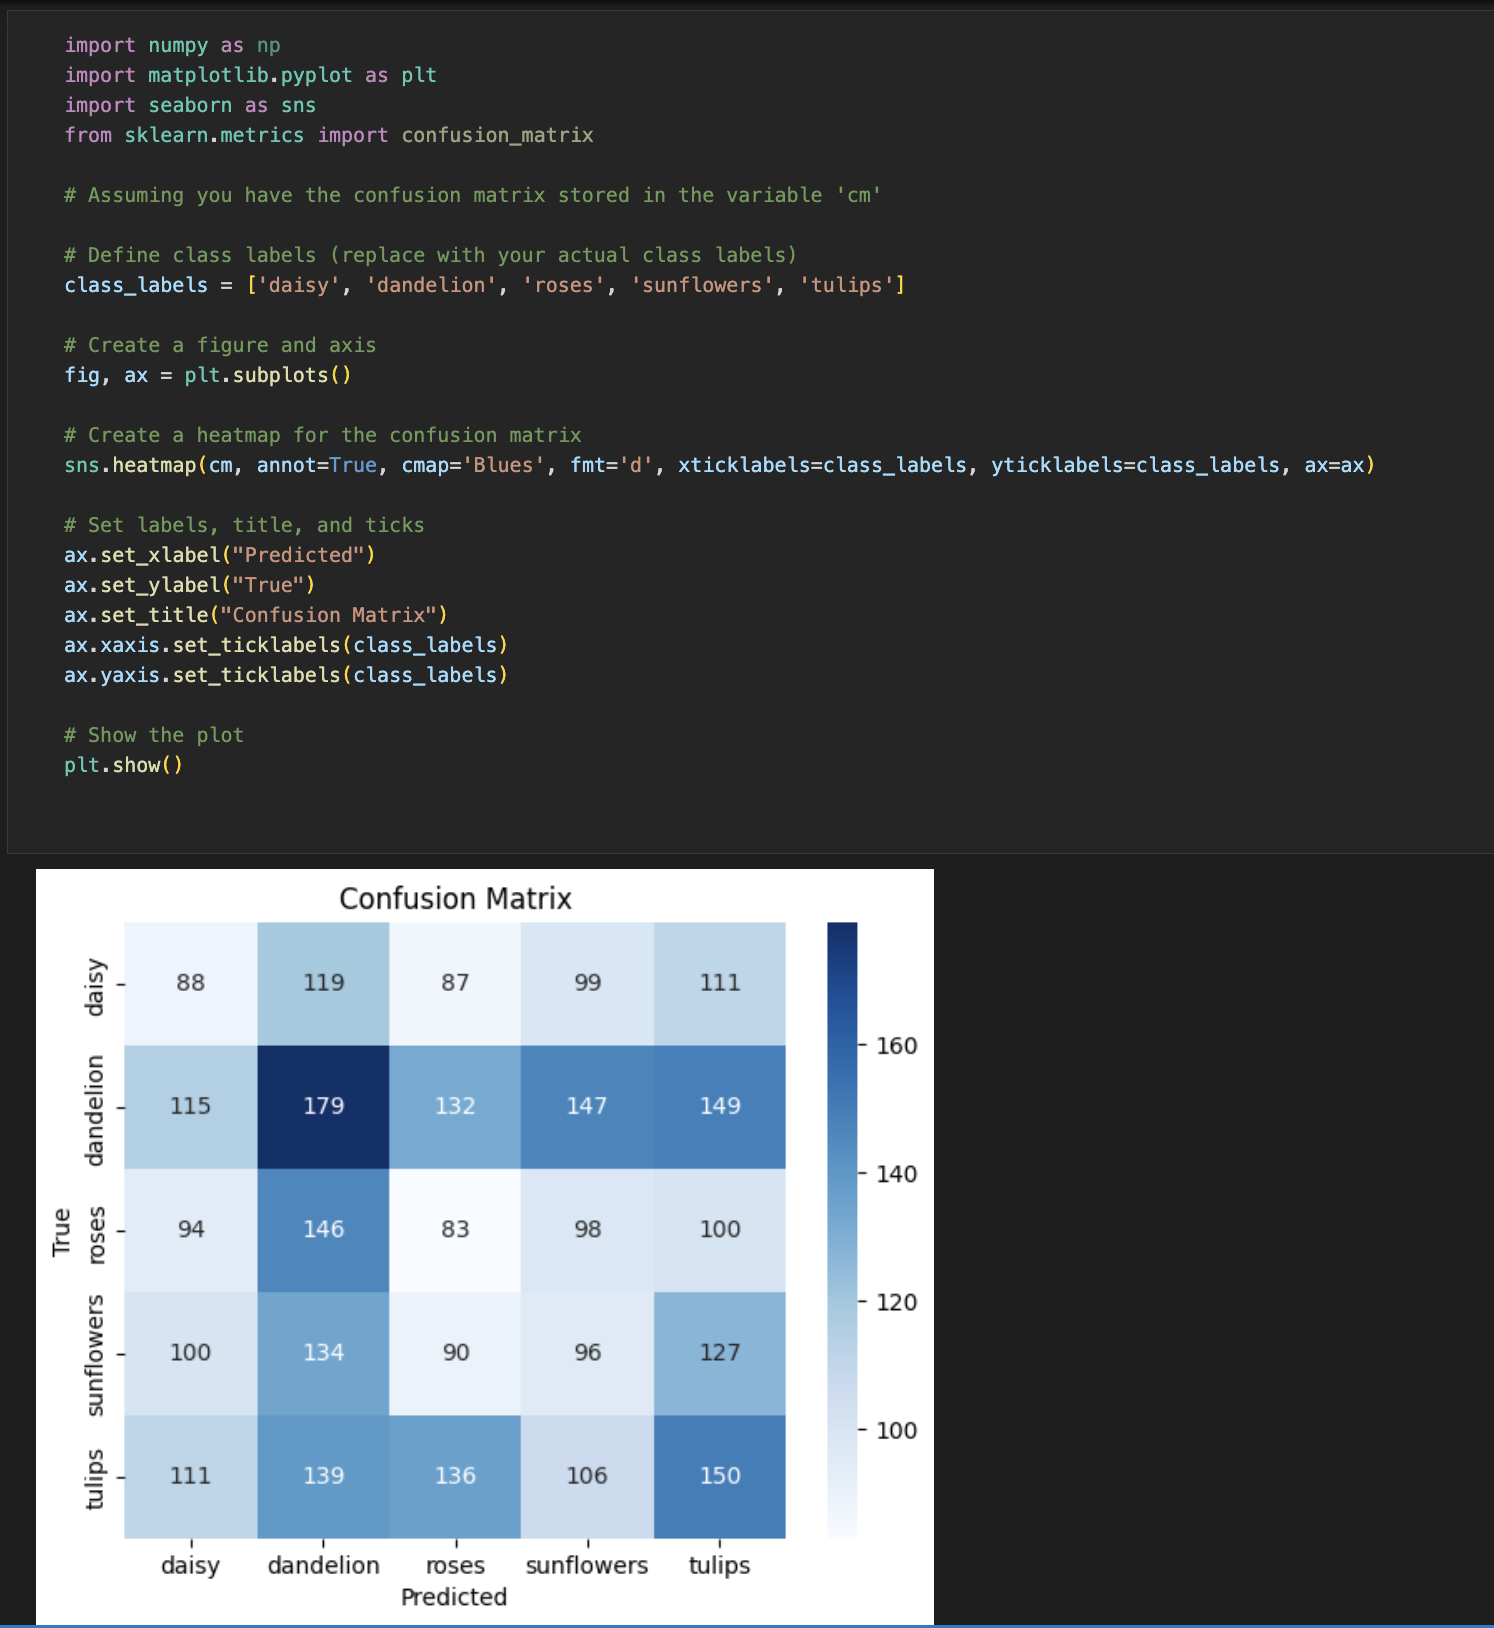 import numpy as np
import matplotlib.pyplot as plt
import seaborn as sns
from sklearn.metrics import confusion_matrix
# Assuming you have the confusion matrix stored in the variable 'cm'
# Define class labels (replace with your actual class labels)
class_labels = ['daisy', 'dandelion', 'roses', 'sunflowers', 'tulips']
# Create a figure and axis
fig, ax = plt.subplots()
# Create a heatmap for the confusion matrix
sns.heatmap(cm, annot=True, cmap='Blues', fmt='d', xticklabels=class_labels, yticklabels=class_labels, ax=ax)
# Set labels, title, and ticks
ax.set_xlabel("Predicted")
ax.set_ylabel("True")
ax.set_title("Confusion Matrix")
ax.xaxis.set_ticklabels(class_labels)
ax.yaxis.set_ticklabels(class_labels)
# Show the plot
plt.show()
Confusion Matrix
daisy 88 119 87 99 111
dandelion 115 179 132 147 149
roses 94 146 83 98 100
sunflowers 100 134 90 96 127
tulips 111 139 136 106 150
True
daisy dandelion roses sunflowers tulips
Predicted
160
140
120
100